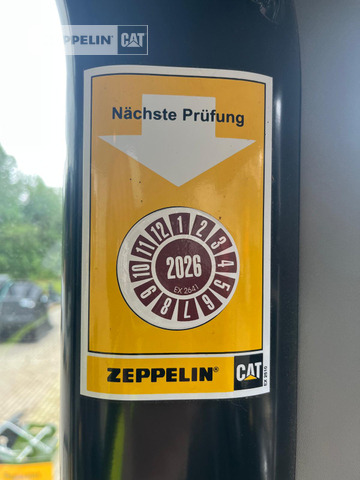 ZEPPELIN CAT
Nächste Prüfung
1 2 3 4 5 6 7 8 9 10 11 12
2026
EX 2641
ZEPPELIN® CAT